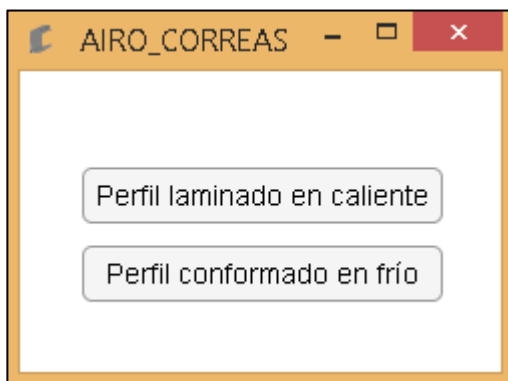 AIRO_CORREAS
Perfil laminado en caliente
Perfil conformado en frío